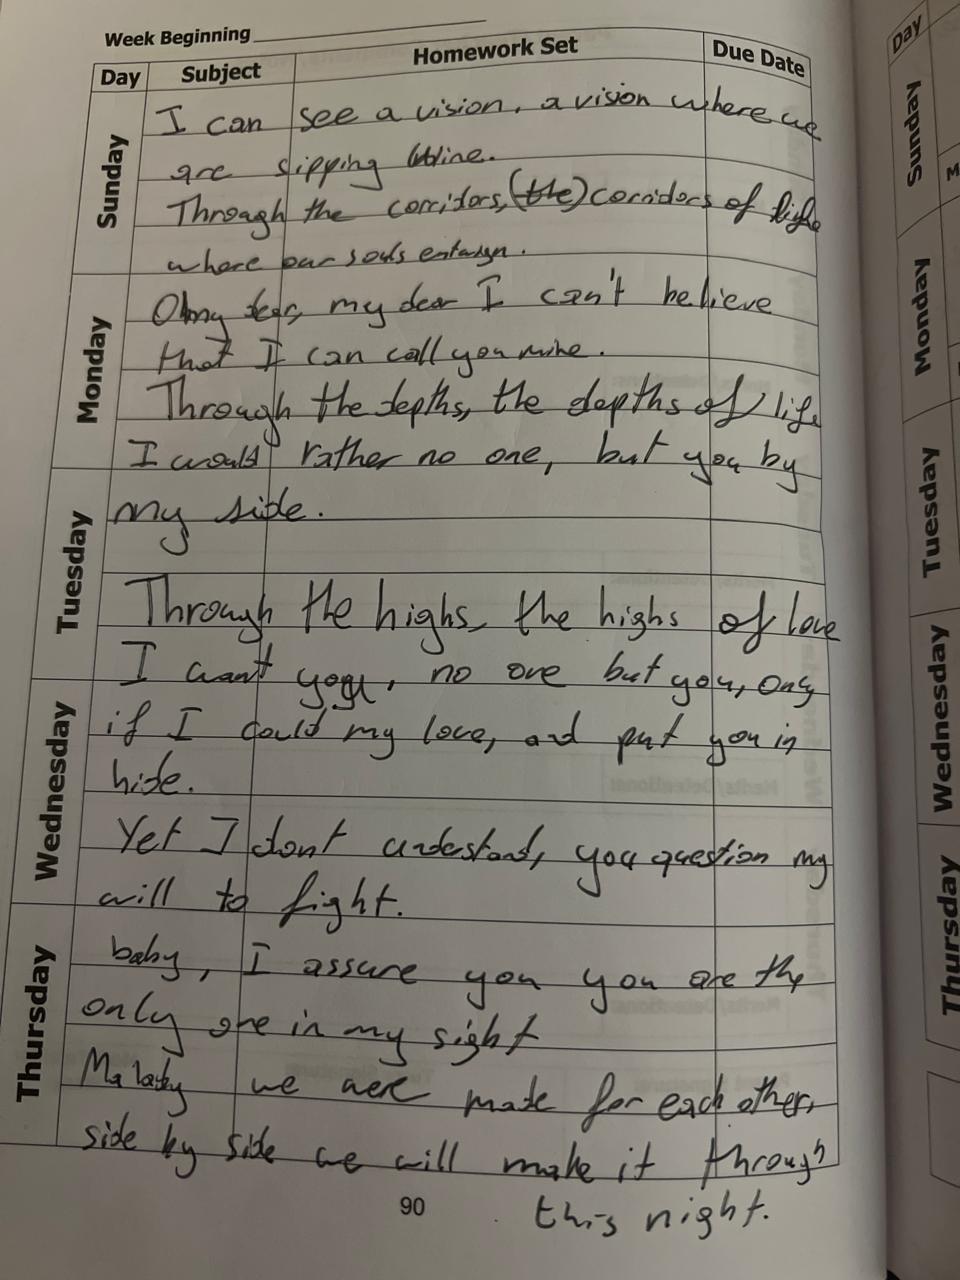 Week Beginning
Day Subject Homework Set Due Date
Sunday
I can see a vision, a vision where we
are sipping wine.
Through the corridors, (the) corridors of life
where our souls entwign.
Monday
Oh my dear, my dear I can't believe
that I can call you mine.
Through the depths, the depths of life
I would rather no one, but you by
Tuesday
my side.
Through the highs, the highs of love
I want you, no one but you, only
Wednesday
if I could my love, and put you in
hide.
Yet I dont understand, you question my
will to fight.
Thursday
baby, I assure you you are the
only one in my sight
Ma lady we were made for each other,
side by side we will make it through
this night.
90
Day
Sunday
M
Monday
Tuesday
Wednesday
Thursday